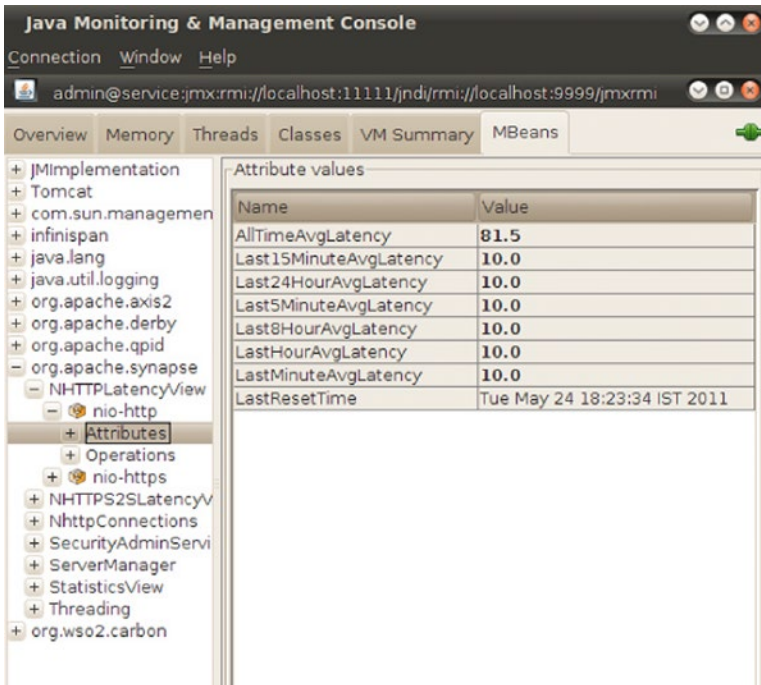 Java Monitoring & Management Console
Connection Window Help
admin@service:jmx:rmi://localhost:11111/jndi/rmi://localhost:9999/jmxrmi
Overview Memory Threads Classes VM Summary MBeans
JMImplementation
Tomcat
com.sun.managemen
infinispan
java.lang
java.util.logging
org.apache.axis2
org.apache.derby
org.apache.qpid
org.apache.synapse
NHTTPLatencyView
nio-http
Attributes
Operations
nio-https
NHTTPS2SLatencyV
NhttpConnections
SecurityAdminServi
ServerManager
StatisticsView
Threading
org.wso2.carbon
Attribute values
Name Value
AllTimeAvgLatency 81.5
Last15MinuteAvgLatency 10.0
Last24HourAvgLatency 10.0
Last5MinuteAvgLatency 10.0
Last8HourAvgLatency 10.0
LastHourAvgLatency 10.0
LastMinuteAvgLatency 10.0
LastResetTime Tue May 24 18:23:34 IST 2011